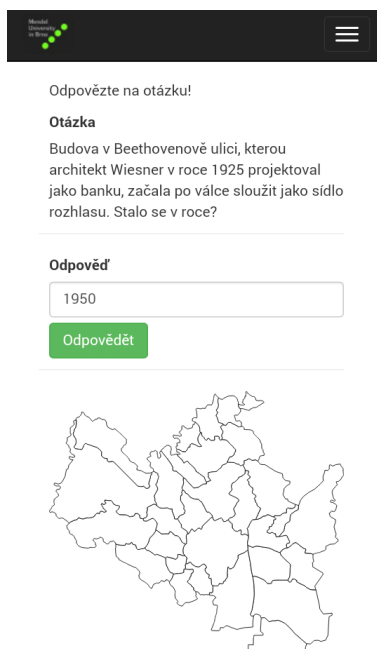 Mendel
University
in Brno
Odpovězte na otázku!
Otázka
Budova v Beethovenově ulici, kterou
architekt Wiesner v roce 1925 projektoval
jako banku, začala po válce sloužit jako sídlo
rozhlasu. Stalo se v roce?
Odpověď
1950
Odpovědět